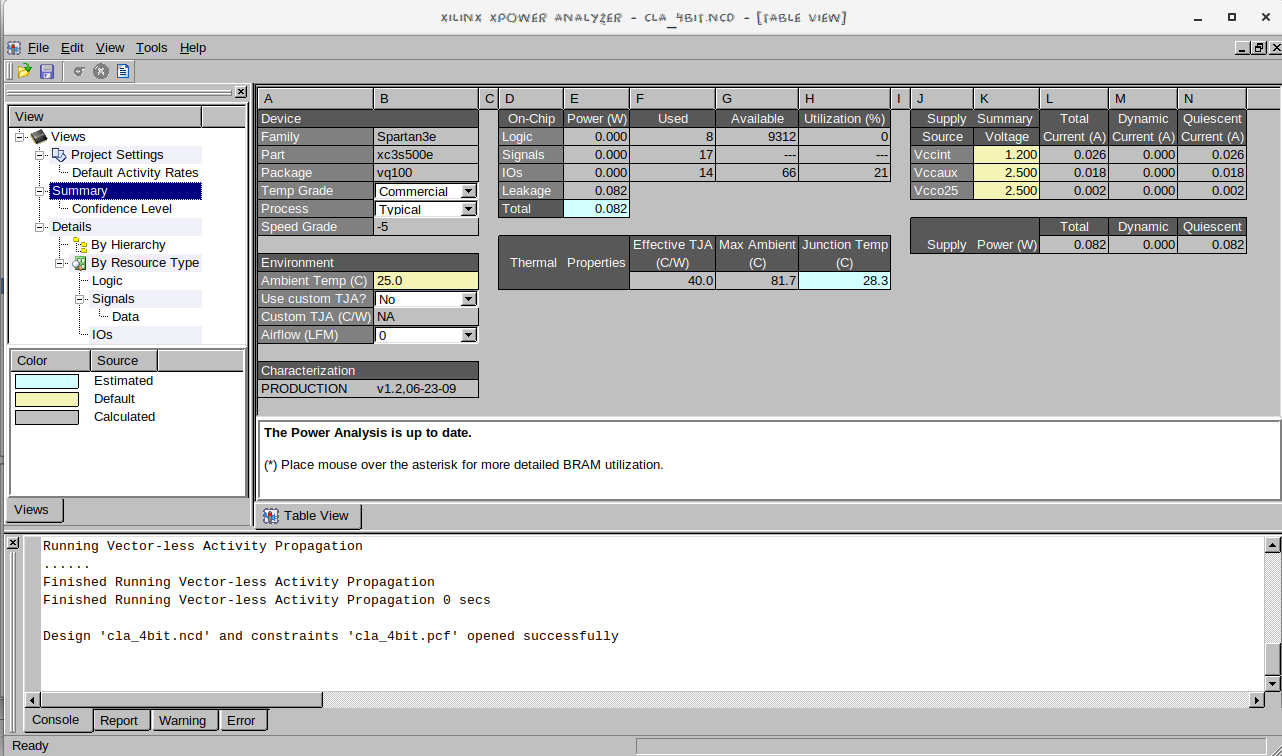 XILINX XPOWER ANALYZER - CLA_4BIT.NCD - [TABLE VIEW]
File Edit View Tools Help
View
Views
Project Settings
Default Activity Rates
Summary
Confidence Level
Details
By Hierarchy
By Resource Type
Logic
Signals
Data
IOs
Color Source
Estimated
Default
Calculated
Views
A B C D E F G H I J K L M N
Device
Family Spartan3e
Part xc3s500e
Package vq100
Temp Grade Commercial
Process Typical
Speed Grade -5
Environment
Ambient Temp (C) 25.0
Use custom TJA? No
Custom TJA (C/W) NA
Airflow (LFM) 0
Characterization
PRODUCTION v1.2,06-23-09
On-Chip Power (W) Used Available Utilization (%)
Logic 0.000 8 9312 0
Signals 0.000 17 --- ---
IOs 0.000 14 66 21
Leakage 0.082
Total 0.082
Effective TJA Max Ambient Junction Temp
Thermal Properties (C/W) (C) (C)
40.0 81.7 28.3
Supply Summary Total Dynamic Quiescent
Source Voltage Current (A) Current (A) Current (A)
Vccint 1.200 0.026 0.000 0.026
Vccaux 2.500 0.018 0.000 0.018
Vcco25 2.500 0.002 0.000 0.002
Total Dynamic Quiescent
Supply Power (W) 0.082 0.000 0.082
The Power Analysis is up to date.
(*) Place mouse over the asterisk for more detailed BRAM utilization.
Table View
Running Vector-less Activity Propagation
......
Finished Running Vector-less Activity Propagation
Finished Running Vector-less Activity Propagation 0 secs
Design 'cla_4bit.ncd' and constraints 'cla_4bit.pcf' opened successfully
Console Report Warning Error
Ready